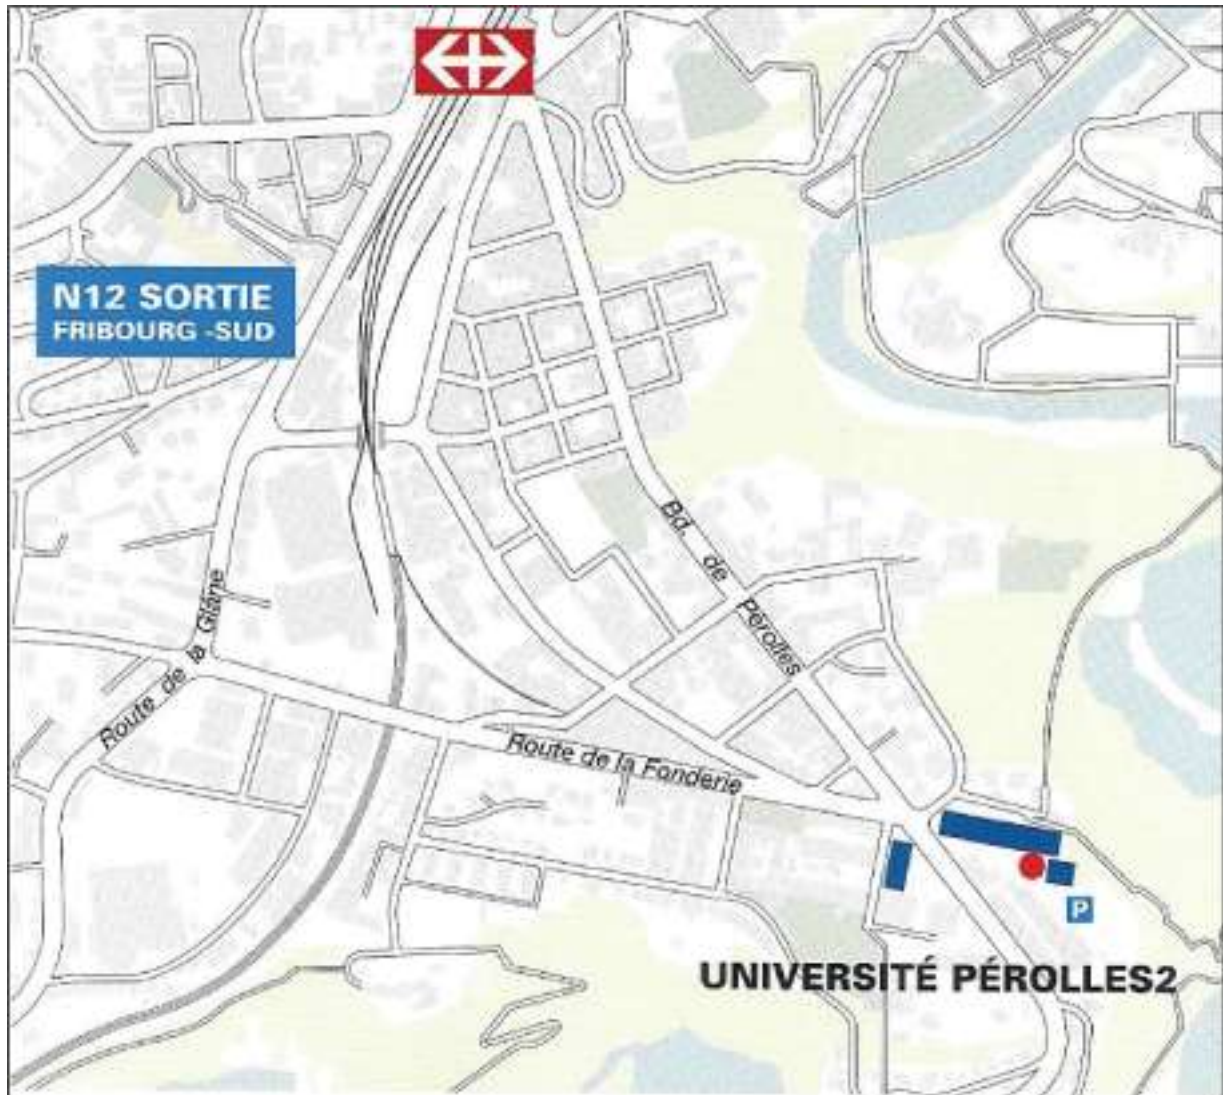 N12 SORTIE
FRIBOURG -SUD
Bd. de Pérolles
Route de la Glâne
Route de la Fonderie
P
UNIVERSITÉ PÉROLLES2